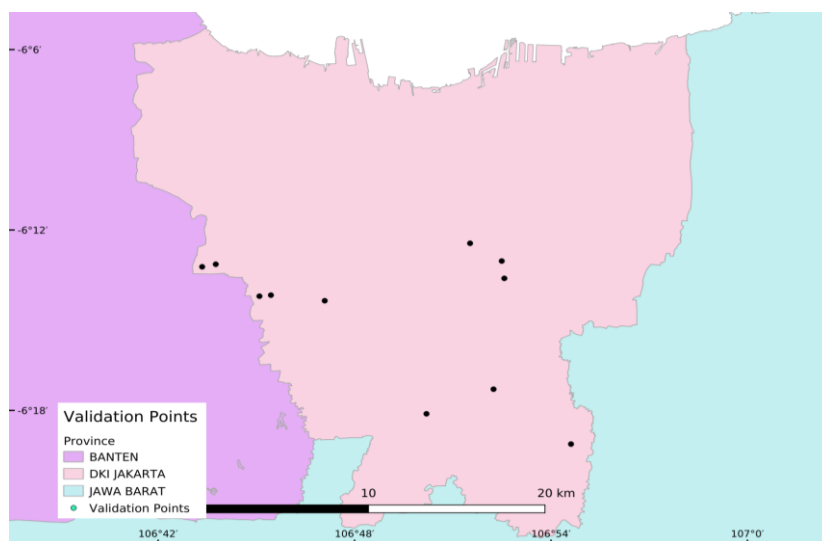 -6°6′
-6°12′
-6°18′
Validation Points
Province
BANTEN
DKI JAKARTA
JAWA BARAT
Validation Points
10
20 km
106°42′
106°48′
106°54′
107°0′